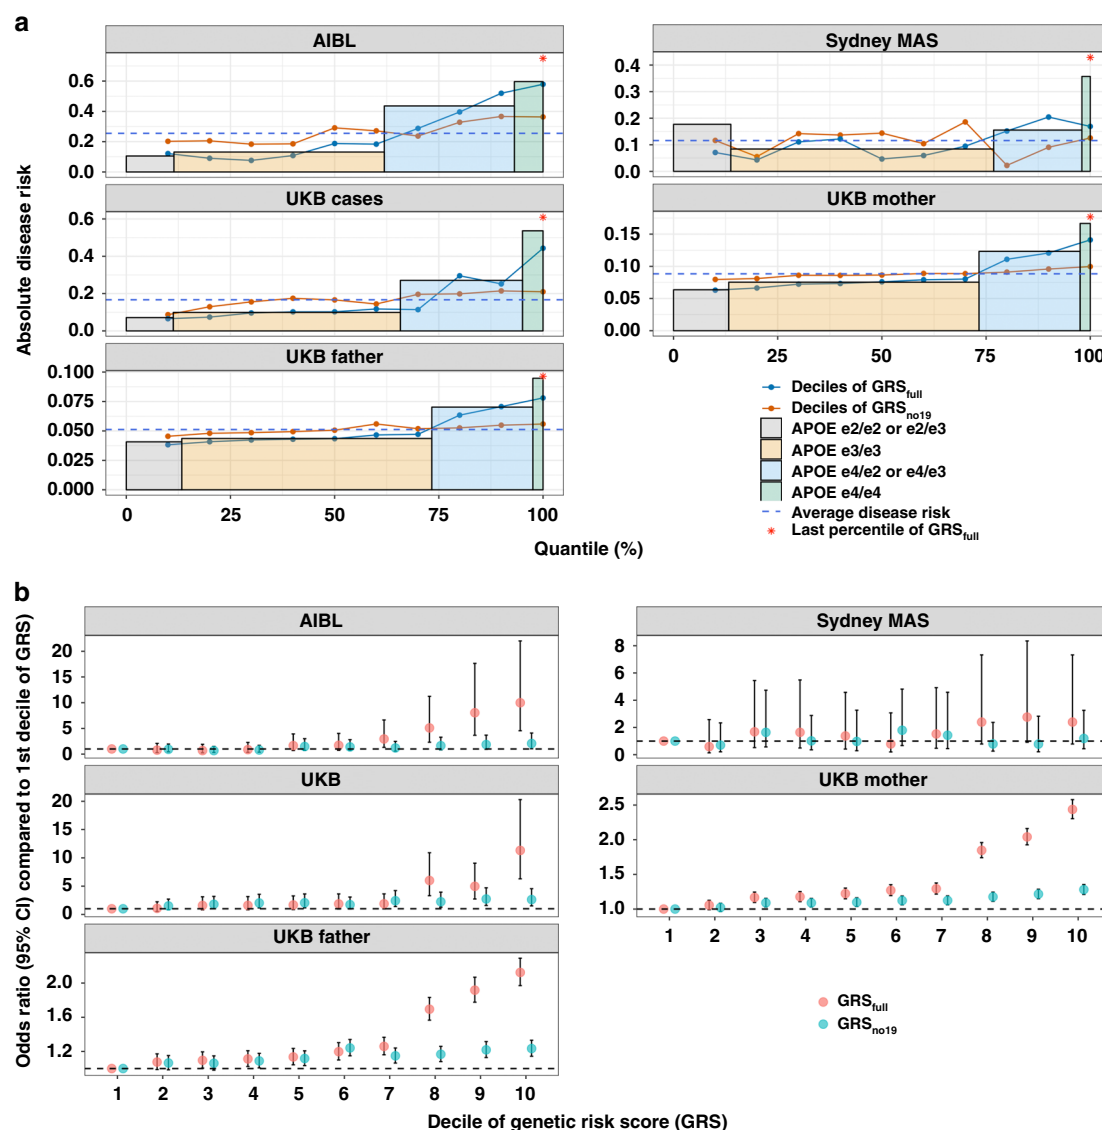 a
AIBL
Sydney MAS
0.6
0.4
0.2
0.0
0.4
0.3
0.2
0.1
0.0
UKB cases
UKB mother
0.6
0.4
0.2
0.0
0.15
0.10
0.05
0.00
0 25 50 75 100
UKB father
0.100
0.075
0.050
0.025
0.000
0 25 50 75 100
Absolute disease risk
Quantile (%)
Deciles of GRSfull
Deciles of GRSno19
APOE e2/e2 or e2/e3
APOE e3/e3
APOE e4/e2 or e4/e3
APOE e4/e4
Average disease risk
Last percentile of GRSfull
b
AIBL
Sydney MAS
20
15
10
5
0
8
6
4
2
0
UKB
UKB mother
20
15
10
5
0
2.5
2.0
1.5
1.0
1 2 3 4 5 6 7 8 9 10
UKB father
2.0
1.6
1.2
1 2 3 4 5 6 7 8 9 10
Odds ratio (95% CI) compared to 1st decile of GRS)
Decile of genetic risk score (GRS)
GRSfull
GRSno19